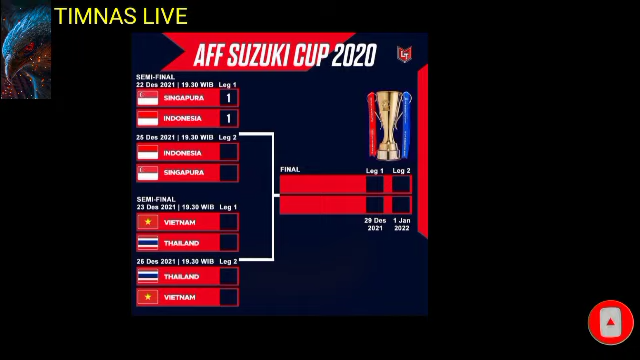 TIMNAS LIVE
AFF SUZUKI CUP 2020
LT
SEMI-FINAL
22 Des 2021 | 19.30 WIB Leg 1
SINGAPURA 1
INDONESIA 1
25 Des 2021 | 19.30 WIB Leg 2
INDONESIA
SINGAPURA
SEMI-FINAL
23 Des 2021 | 19.30 WIB Leg 1
VIETNAM
THAILAND
26 Des 2021 | 19.30 WIB Leg 2
THAILAND
VIETNAM
FINAL
Leg 1 Leg 2
29 Des 2021
1 Jan 2022